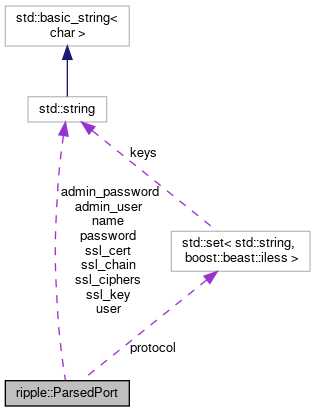 std::basic_string<
char >
std::string
keys
admin_password
admin_user
name
password
ssl_cert
ssl_chain
ssl_ciphers
ssl_key
user
std::set< std::string,
boost::beast::iless >
protocol
ripple::ParsedPort